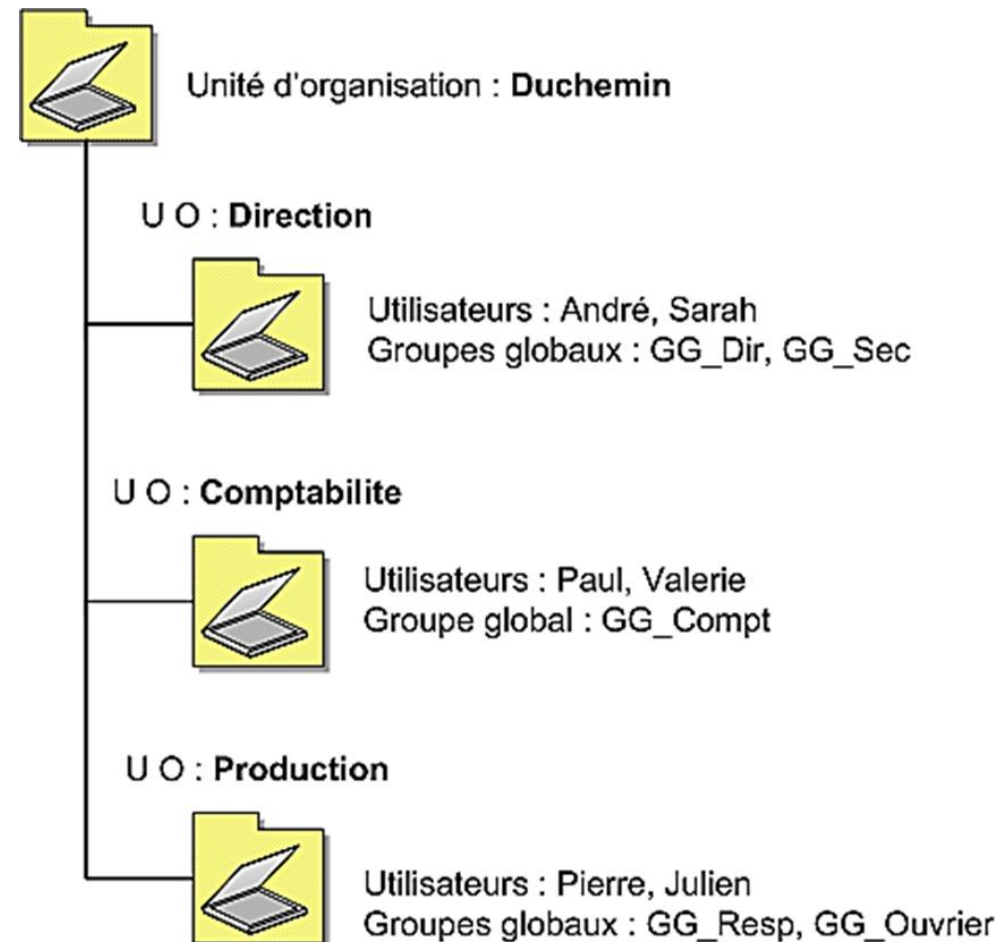 Unité d'organisation : Duchemin
U O : Direction
Utilisateurs : André, Sarah
Groupes globaux : GG_Dir, GG_Sec
U O : Comptabilite
Utilisateurs : Paul, Valerie
Groupe global : GG_Compt
U O : Production
Utilisateurs : Pierre, Julien
Groupes globaux : GG_Resp, GG_Ouvrier